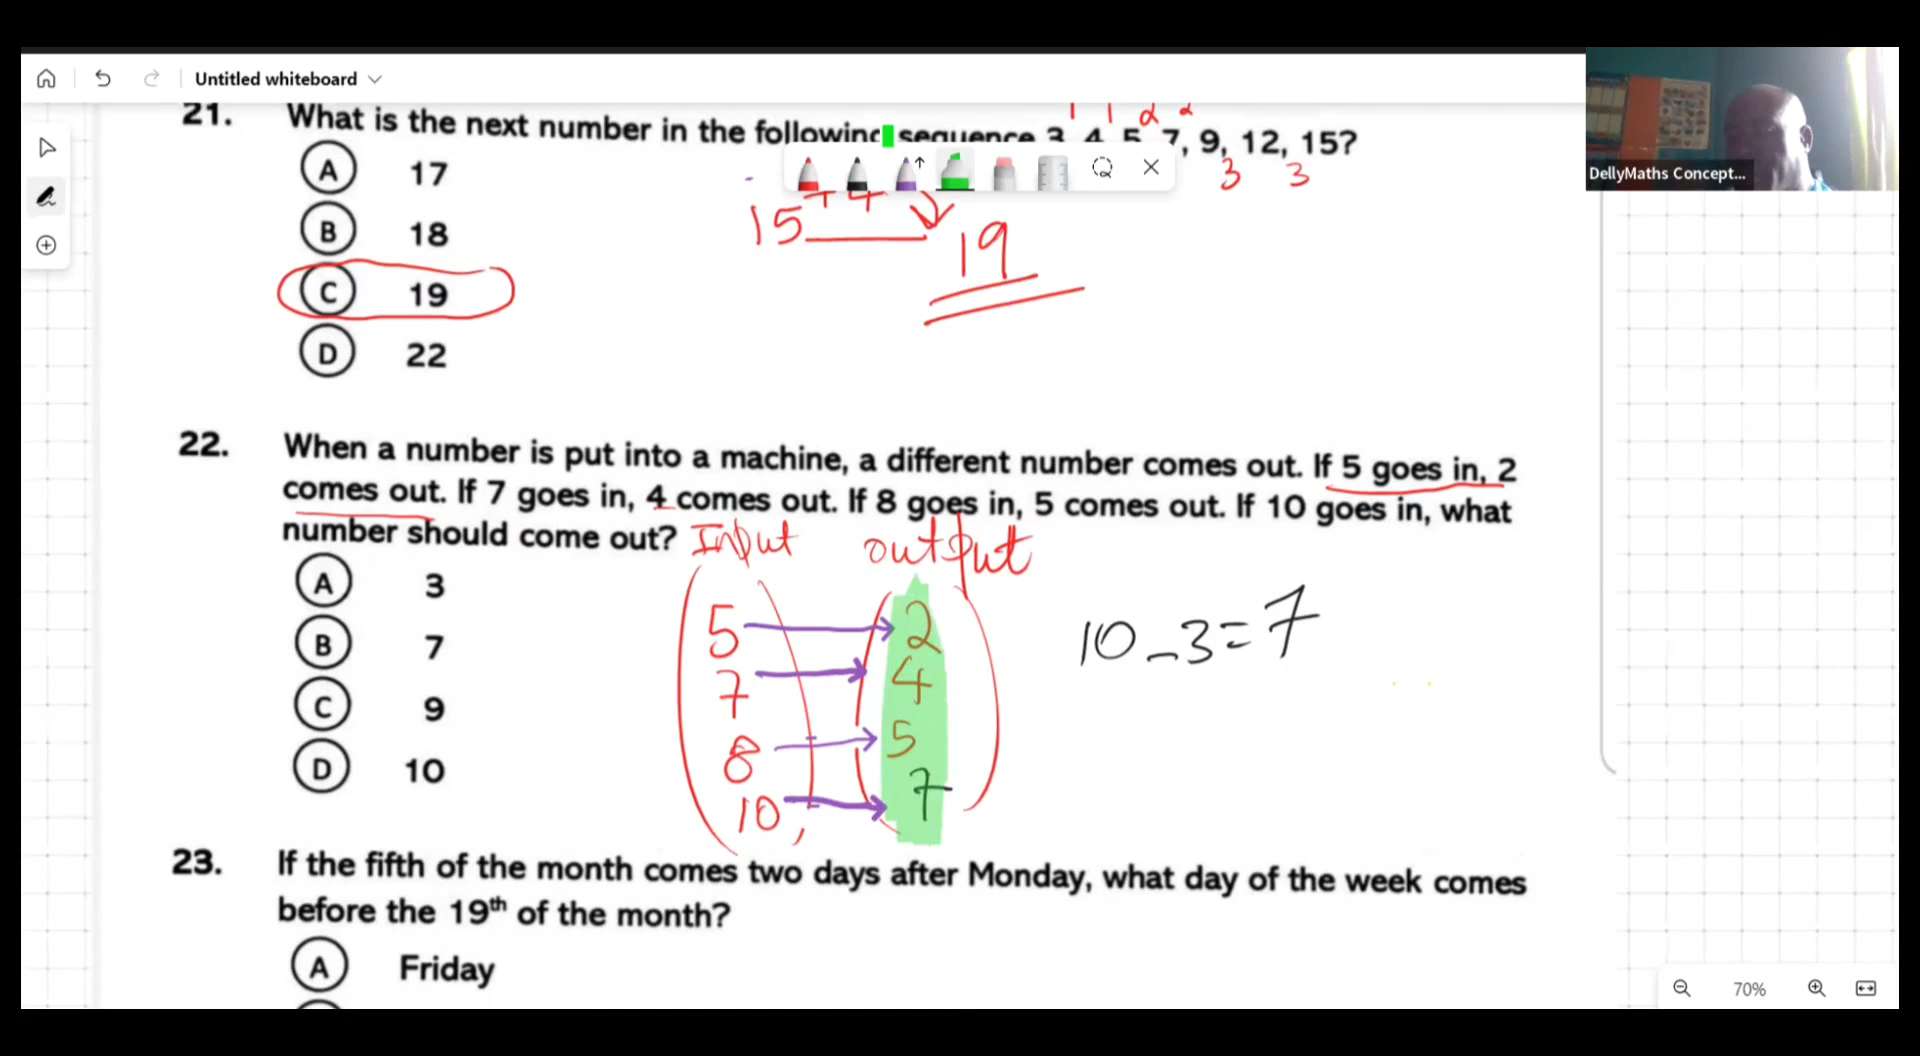 Untitled whiteboard
DellyMaths Concept...
1 1 2 2
21. What is the next number in the following sequence 3, 4, 5, 7, 9, 12, 15?
3 3
A 17
15 +4 19
B 18
C 19
D 22
22. When a number is put into a machine, a different number comes out. If 5 goes in, 2
comes out. If 7 goes in, 4 comes out. If 8 goes in, 5 comes out. If 10 goes in, what
number should come out?
Input output
A 3
B 7
C 9
D 10
5 2
7 4
8 5
10, 7
10-3=7
23. If the fifth of the month comes two days after Monday, what day of the week comes
before the 19th of the month?
A Friday
70%